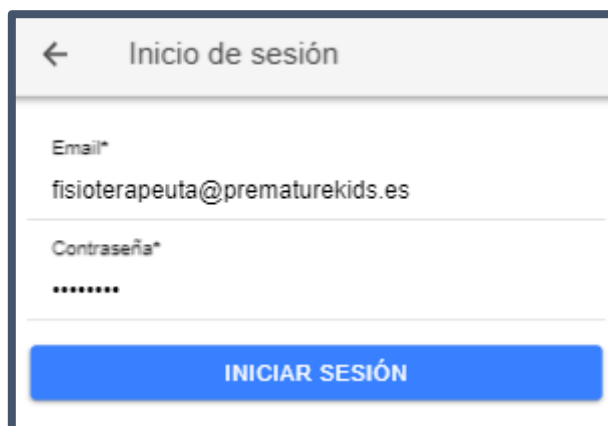 Inicio de sesión
Email*
fisioterapeuta@prematurekids.es
Contraseña*
••••••••
INICIAR SESIÓN